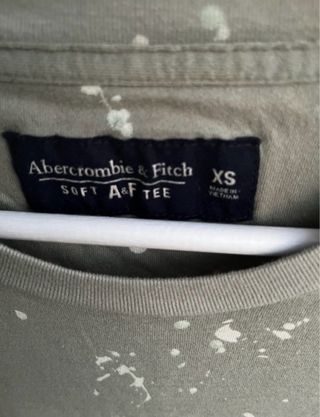 Abercrombie & Fitch
SOFT A&F TEE
XS
MADE IN
VIETNAM